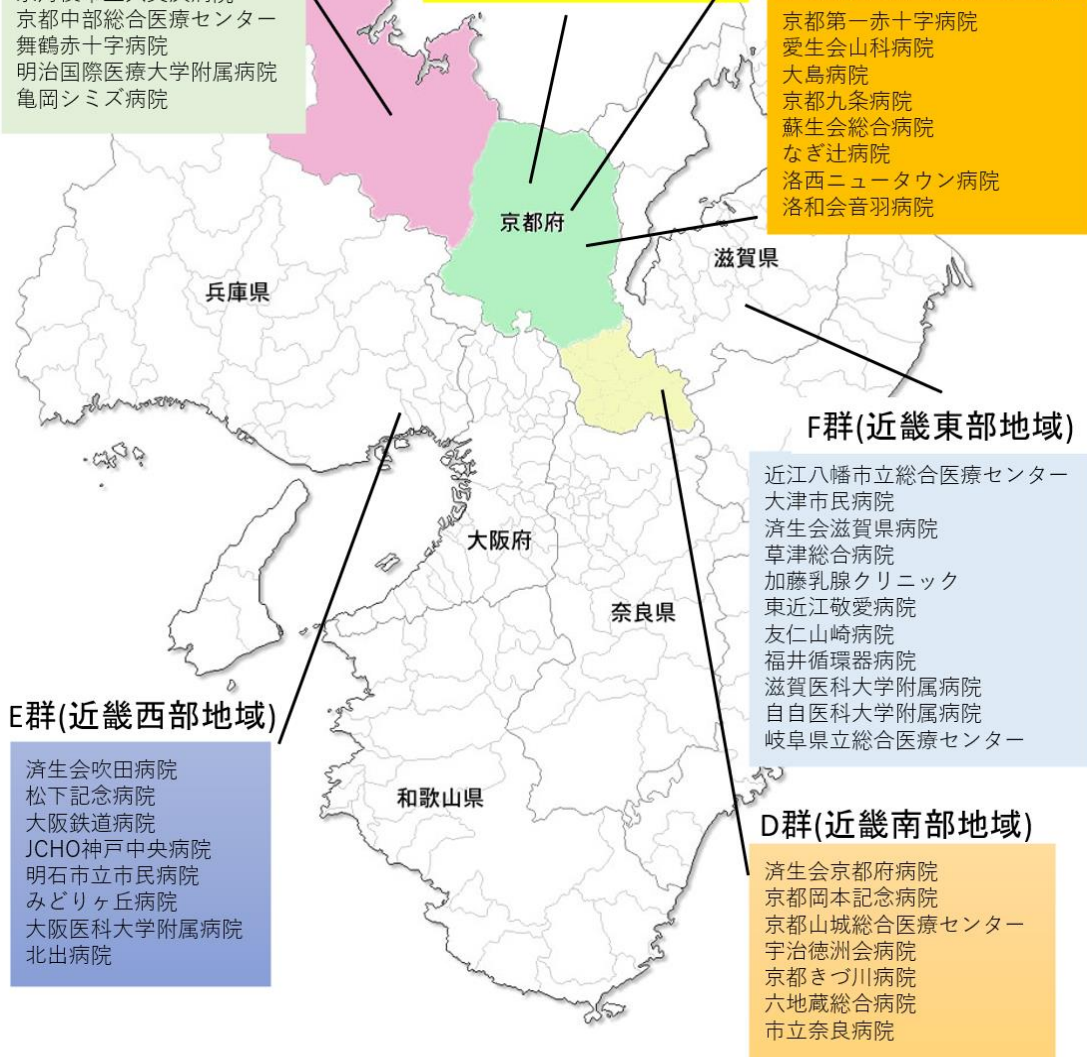 京都中部総合医療センター
舞鶴赤十字病院
明治国際医療大学附属病院
亀岡シミズ病院
京都第一赤十字病院
愛生会山科病院
大島病院
京都九条病院
蘇生会総合病院
なぎ辻病院
洛西ニュータウン病院
洛和会音羽病院
京都府
滋賀県
兵庫県
大阪府
奈良県
和歌山県
F群(近畿東部地域)
近江八幡市立総合医療センター
大津市民病院
済生会滋賀県病院
草津総合病院
加藤乳腺クリニック
東近江敬愛病院
友仁山崎病院
福井循環器病院
滋賀医科大学附属病院
自自医科大学附属病院
岐阜県立総合医療センター
E群(近畿西部地域)
済生会吹田病院
松下記念病院
大阪鉄道病院
JCHO神戸中央病院
明石市立市民病院
みどりヶ丘病院
大阪医科大学附属病院
北出病院
D群(近畿南部地域)
済生会京都府病院
京都岡本記念病院
京都山城総合医療センター
宇治徳洲会病院
京都きづ川病院
六地蔵総合病院
市立奈良病院